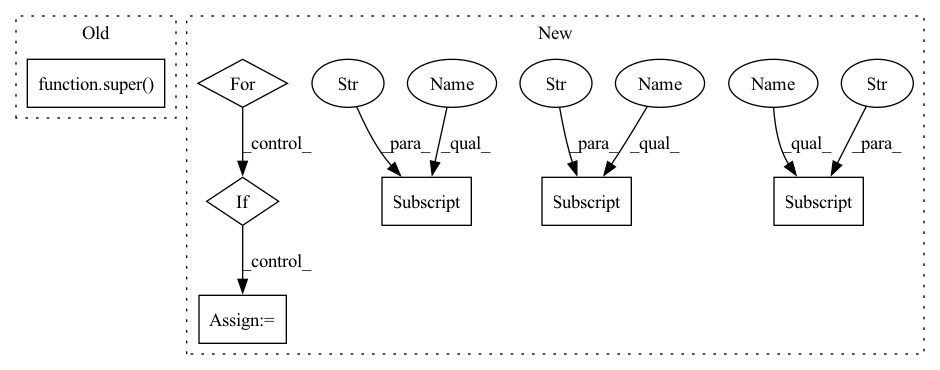 Old
New
function.super()
For
Str
Name
Str
Name
Name
Str
_control_
_para_
_qual_
_para_
_qual_
_qual_
_para_
If
Subscript
Subscript
Subscript
_control_
Assign:=